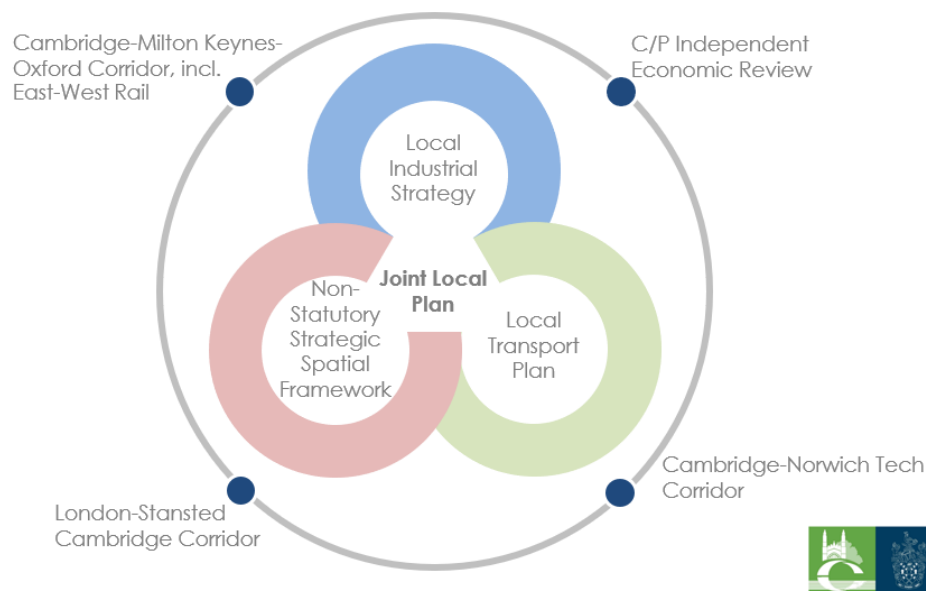 Cambridge-Milton Keynes-
Oxford Corridor, incl.
East-West Rail
C/P Independent
Economic Review
Local
Industrial
Strategy
Joint Local
Plan
Non-
Statutory
Strategic
Spatial
Framework
Local
Transport
Plan
London-Stansted
Cambridge Corridor
Cambridge-Norwich Tech
Corridor